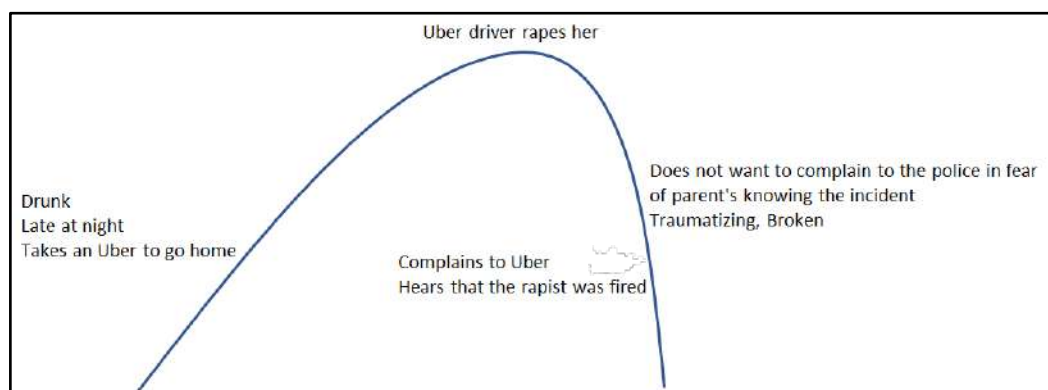 Uber driver rapes her
Drunk
Late at night
Takes an Uber to go home
Does not want to complain to the police in fear
of parent's knowing the incident
Traumatizing, Broken
Complains to Uber
Hears that the rapist was fired